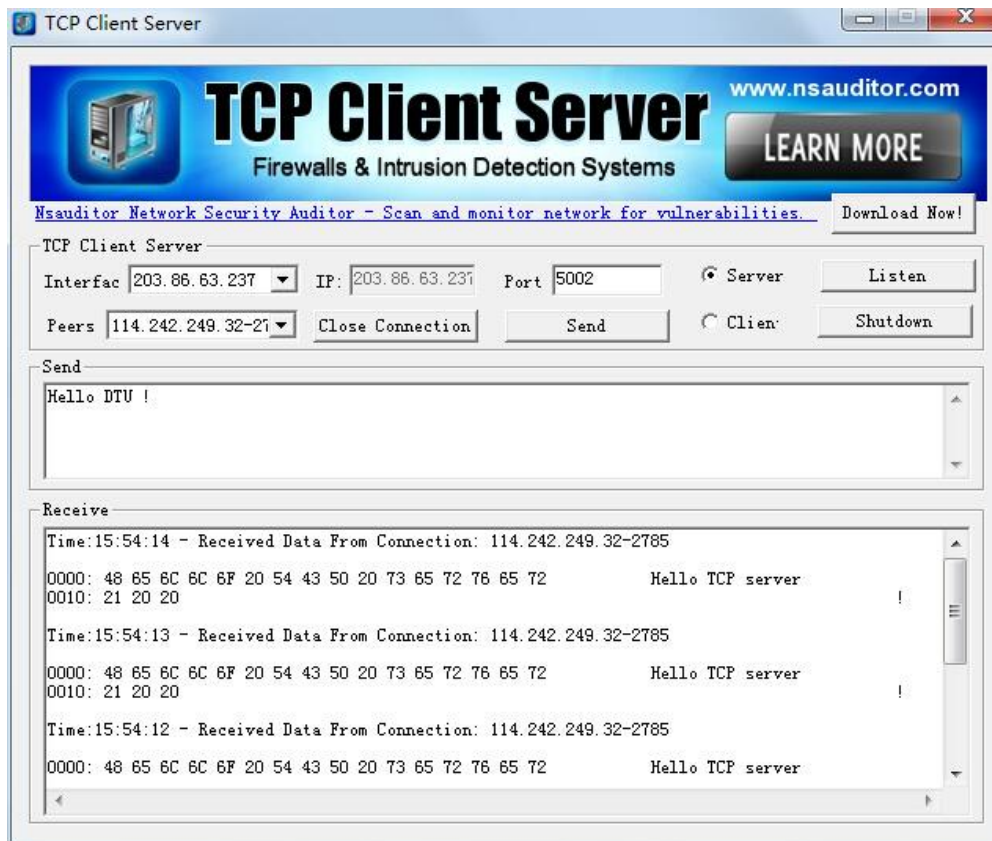 TCP Client Server
TCP Client Server
www.nsauditor.com
Firewalls & Intrusion Detection Systems
LEARN MORE
Nsauditor Network Security Auditor - Scan and monitor network for vulnerabilities.
Download Now!
TCP Client Server
Interfac 203.86.63.237 IP: 203.86.63.237 Port 5002 Server Listen
Peers 114.242.249.32-27 Close Connection Send Clien Shutdown
Send
Hello DTU !
Receive
Time:15:54:14 - Received Data From Connection: 114.242.249.32-2785
0000: 48 65 6C 6C 6F 20 54 43 50 20 73 65 72 76 65 72 Hello TCP server
0010: 21 20 20 !
Time:15:54:13 - Received Data From Connection: 114.242.249.32-2785
0000: 48 65 6C 6C 6F 20 54 43 50 20 73 65 72 76 65 72 Hello TCP server
0010: 21 20 20 !
Time:15:54:12 - Received Data From Connection: 114.242.249.32-2785
0000: 48 65 6C 6C 6F 20 54 43 50 20 73 65 72 76 65 72 Hello TCP server